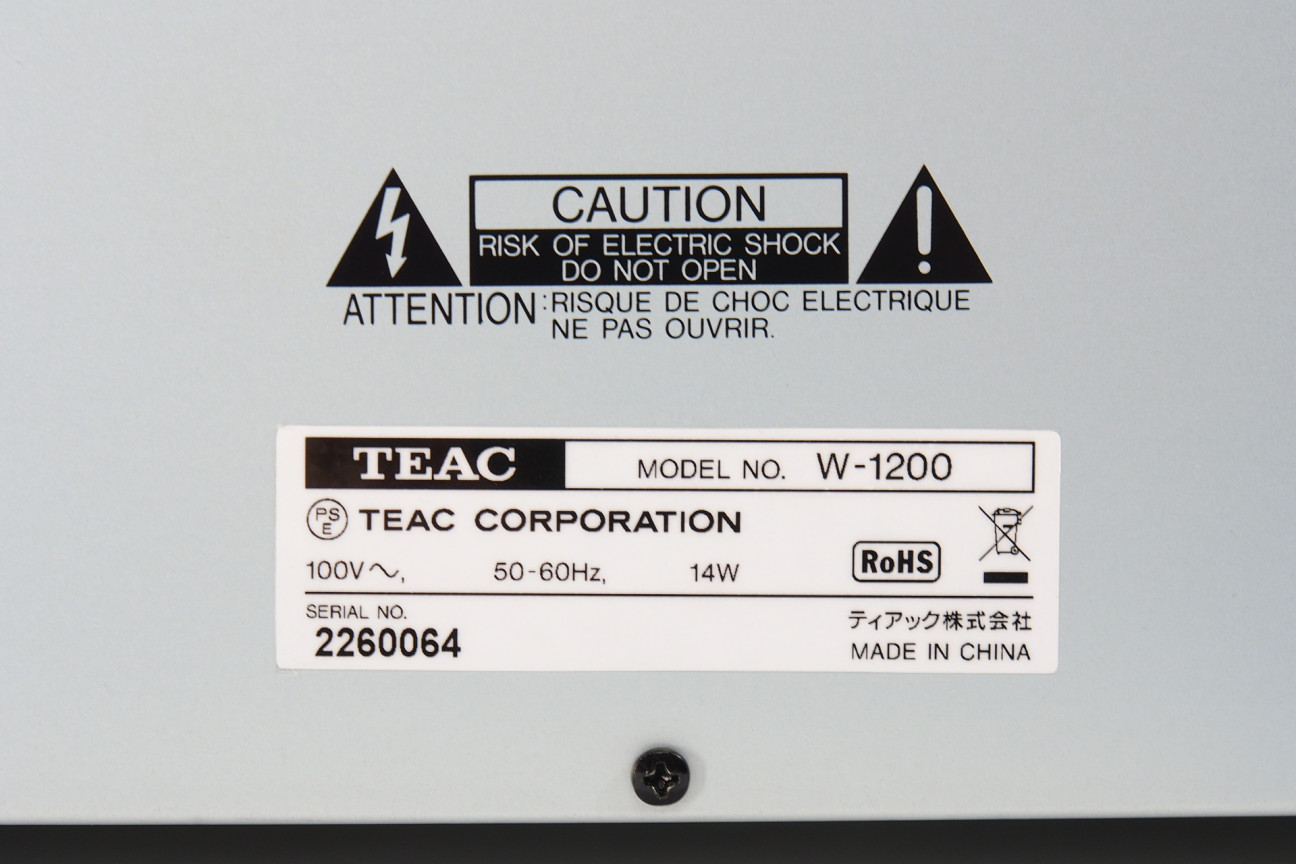 CAUTION
RISK OF ELECTRIC SHOCK
DO NOT OPEN
ATTENTION : RISQUE DE CHOC ELECTRIQUE
NE PAS OUVRIR.
TEAC MODEL NO. W-1200
PSE TEAC CORPORATION
100V～, 50-60Hz, 14W RoHS
SERIAL NO.
2260064
ティアック株式会社
MADE IN CHINA